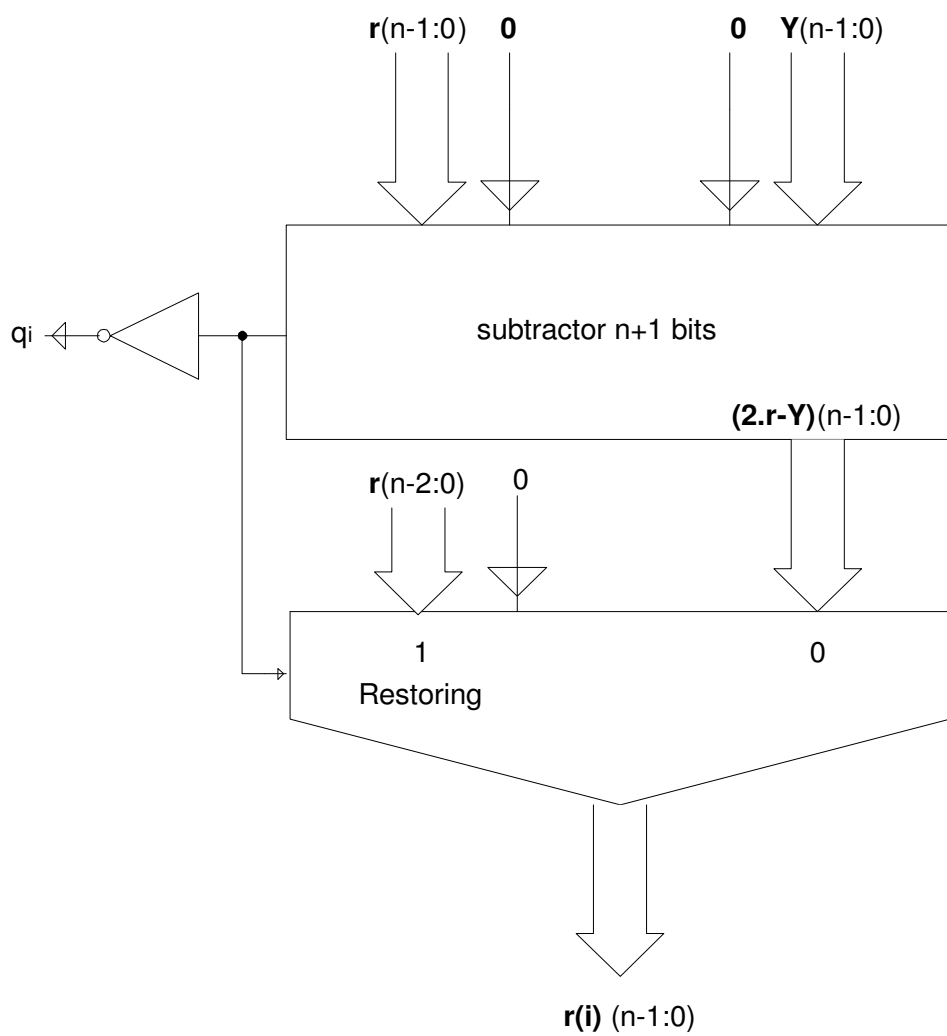 r(n-1:0) 0 0 Y(n-1:0)
qi
subtractor n+1 bits
(2.r-Y)(n-1:0)
r(n-2:0) 0
1 0
Restoring
r(i) (n-1:0)